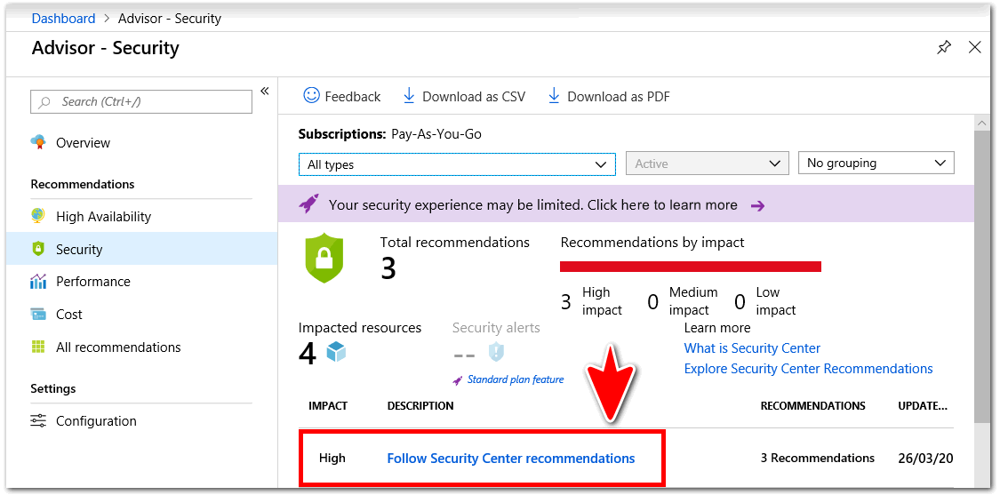 Dashboard > Advisor - Security
Advisor - Security
«
Search (Ctrl+/)
Overview
Recommendations
High Availability
Security
Performance
Cost
All recommendations
Settings
Configuration
Feedback
Download as CSV
Download as PDF
Subscriptions: Pay-As-You-Go
All types
Active
No grouping
Your security experience may be limited. Click here to learn more →
Total recommendations
3
Recommendations by impact
3 High impact
0 Medium impact
0 Low impact
Impacted resources
4
Security alerts
--
Standard plan feature
Learn more
What is Security Center
Explore Security Center Recommendations
IMPACT DESCRIPTION RECOMMENDATIONS UPDATE...
High Follow Security Center recommendations 3 Recommendations 26/03/20